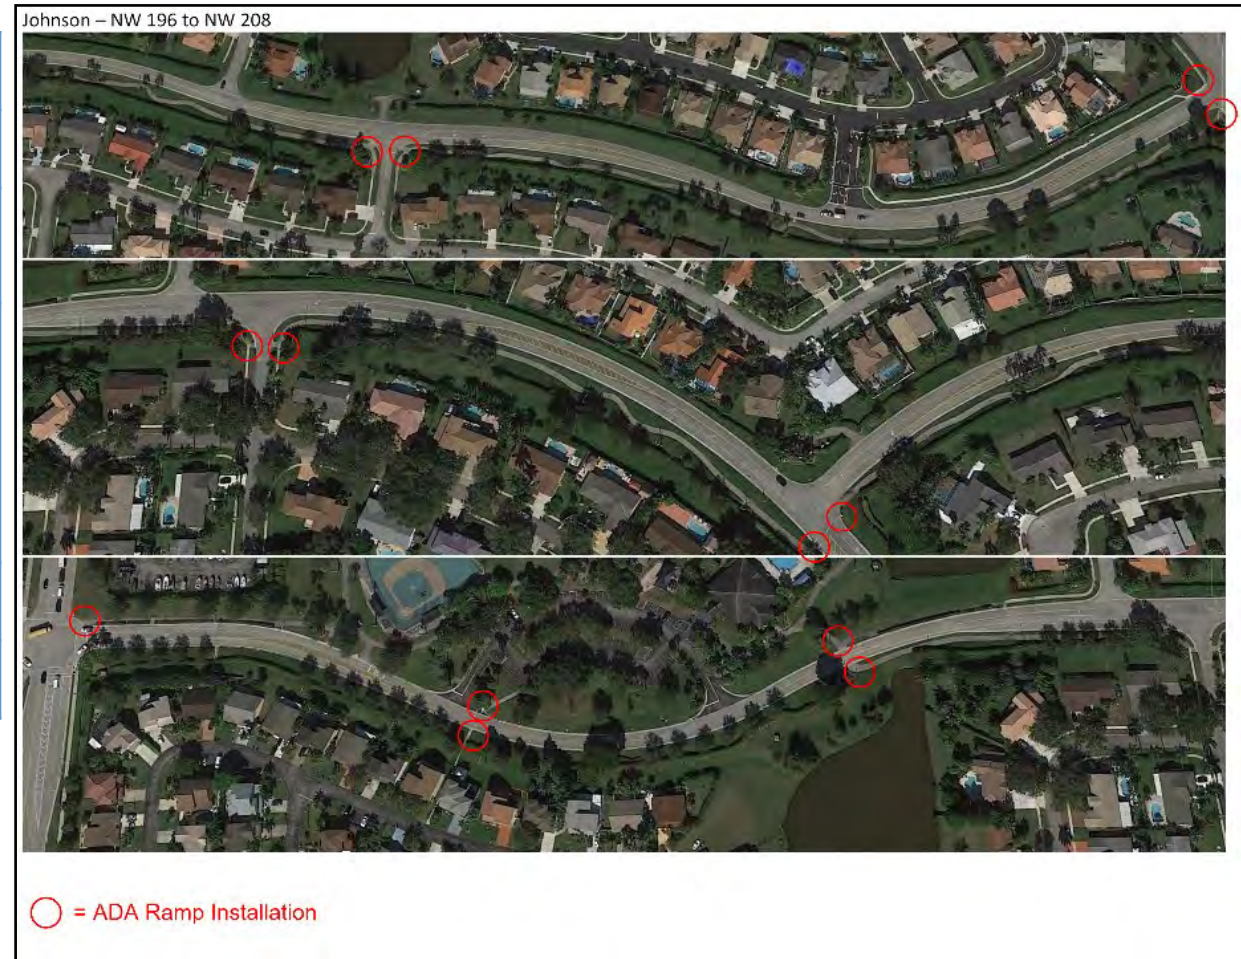 Johnson – NW 196 to NW 208
= ADA Ramp Installation